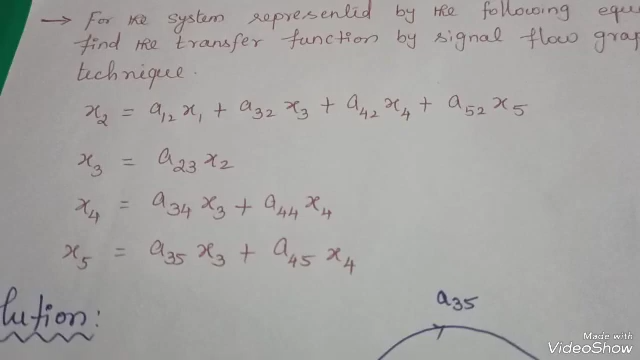 → For the system represented by the following equ
find the transfer function by signal flow grap
technique.
x₂ = a₁₂ x₁ + a₃₂ x₃ + a₄₂ x₄ + a₅₂ x₅
x₃ = a₂₃ x₂
x₄ = a₃₄ x₃ + a₄₄ x₄
x₅ = a₃₅ x₃ + a₄₅ x₄
lution:
a₃₅
Made with
VideoShow